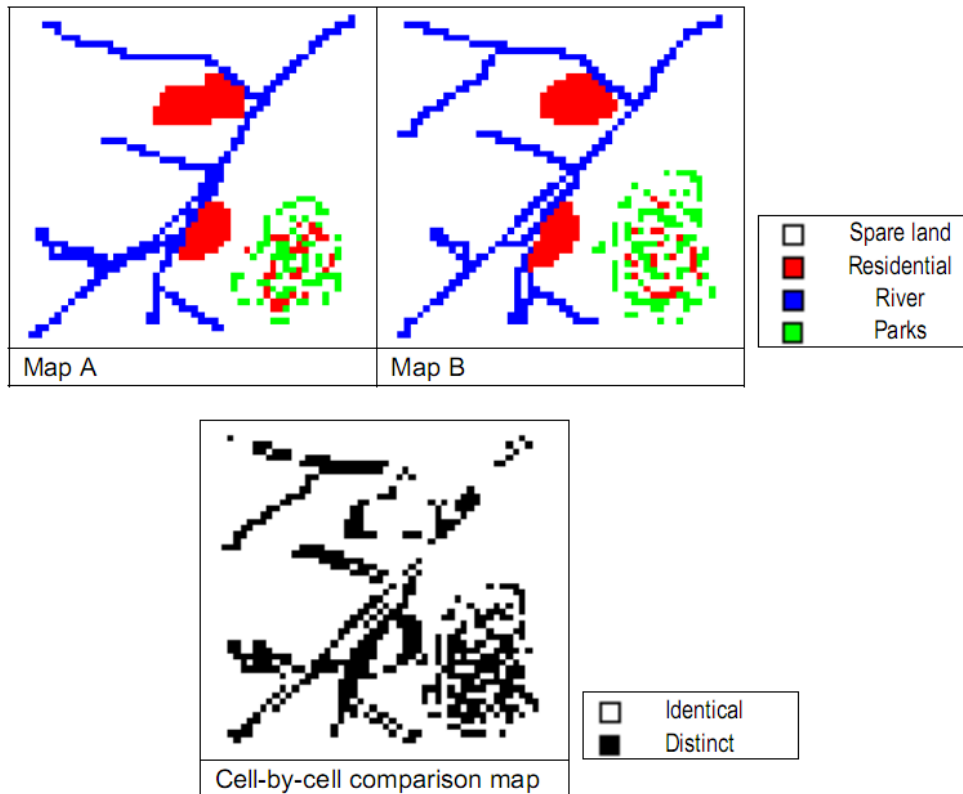 Spare land
Residential
River
Parks
Map A
Map B
Identical
Distinct
Cell-by-cell comparison map